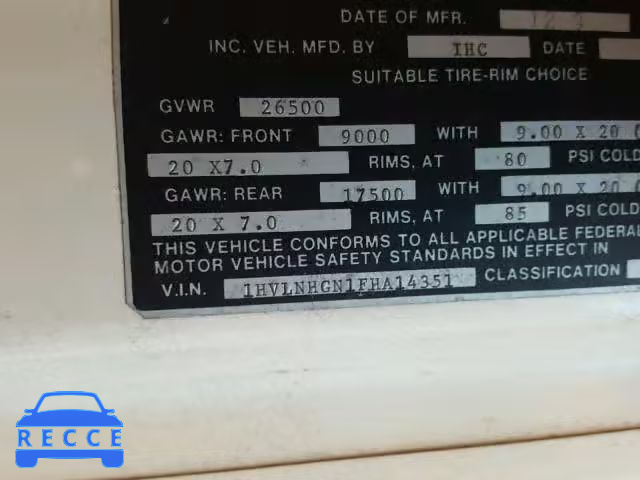 DATE OF MFR.
INC. VEH. MFD. BY IHC DATE
SUITABLE TIRE-RIM CHOICE
GVWR 26500
GAWR: FRONT 9000 WITH 9.00 X 20
20 X7.0 RIMS, AT 80 PSI COLD
GAWR: REAR 17500 WITH 9.00 X 20
20 X 7.0 RIMS, AT 85 PSI COLD
THIS VEHICLE CONFORMS TO ALL APPLICABLE FEDERAL
MOTOR VEHICLE SAFETY STANDARDS IN EFFECT IN
V.I.N. 1HVLNHGN1FHA14351 CLASSIFICATION
RECCE